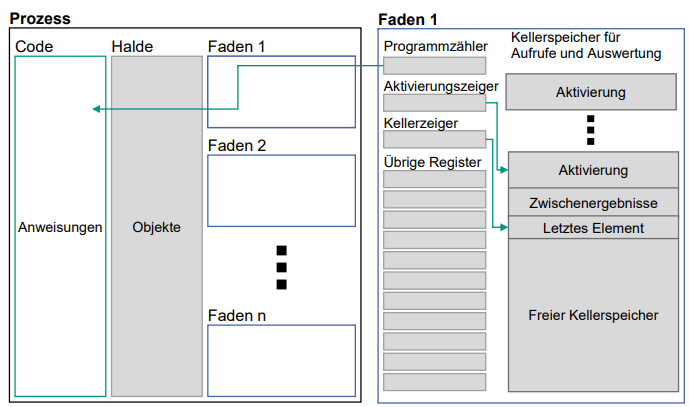 Prozess
Code
Halde
Faden 1
Anweisungen
Objekte
Faden 2
Faden n
Faden 1
Programmzähler
Aktivierungszeiger
Kellerzeiger
Übrige Register
Kellerspeicher für
Aufrufe und Auswertung
Aktivierung
Aktivierung
Zwischenergebnisse
Letztes Element
Freier Kellerspeicher